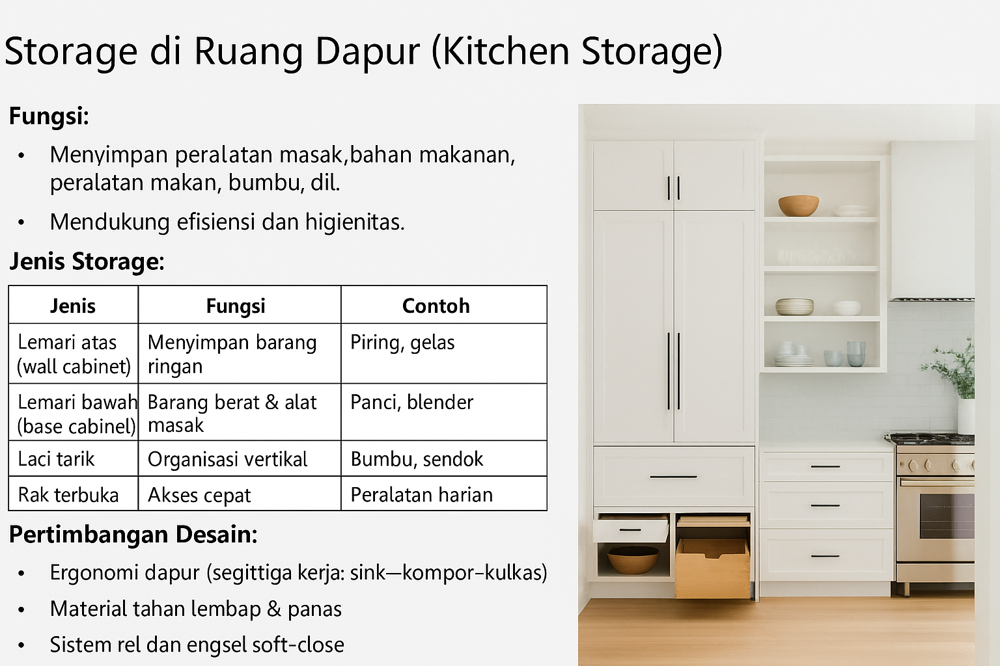 Storage di Ruang Dapur (Kitchen Storage)
Fungsi:
• Menyimpan peralatan masak,bahan makanan,
peralatan makan, bumbu, dil.
• Mendukung efisiensi dan higienitas.
Jenis Storage:
Jenis Fungsi Contoh
Lemari atas Menyimpan barang Piring, gelas
(wall cabinet) ringan
Lemari bawah Barang berat & alat Panci, blender
(base cabinel) masak
Laci tarik Organisasi vertikal Bumbu, sendok
Rak terbuka Akses cepat Peralatan harian
Pertimbangan Desain:
• Ergonomi dapur (segittiga kerja: sink—kompor–kulkas)
• Material tahan lembap & panas
• Sistem rel dan engsel soft-close